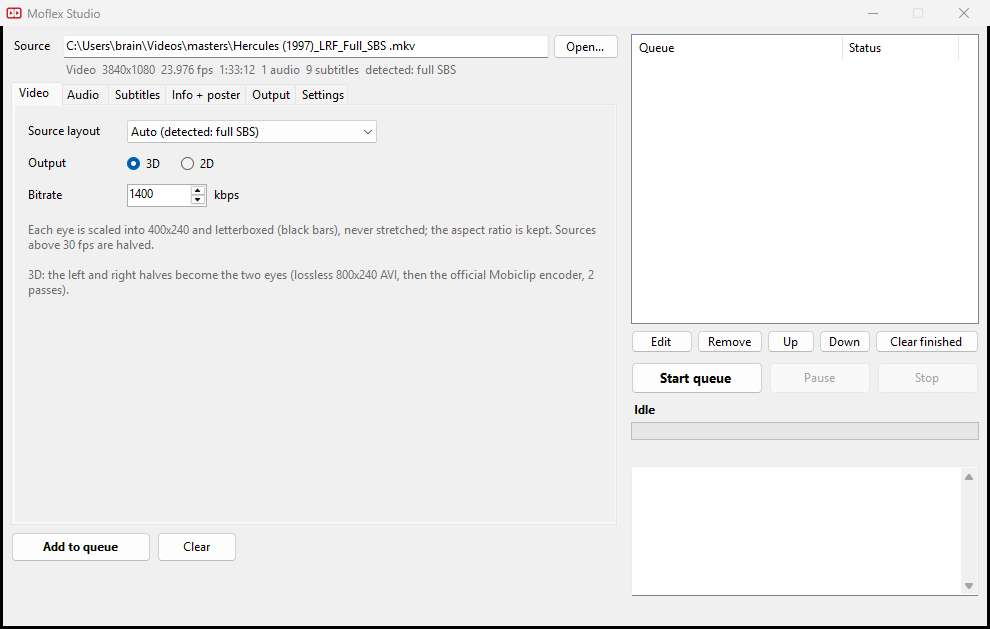 Moflex Studio
Source C:\Users\brain\Videos\masters\Hercules (1997)_LRF_Full_SBS .mkv Open...
Video 3840x1080 23.976 fps 1:33:12 1 audio 9 subtitles detected: full SBS
Video Audio Subtitles Info + poster Output Settings
Source layout Auto (detected: full SBS)
Output 3D 2D
Bitrate 1400 kbps
Each eye is scaled into 400x240 and letterboxed (black bars), never stretched; the aspect ratio is kept. Sources
above 30 fps are halved.
3D: the left and right halves become the two eyes (lossless 800x240 AVI, then the official Mobiclip encoder, 2
passes).
Add to queue Clear
Queue Status
Edit Remove Up Down Clear finished
Start queue Pause Stop
Idle